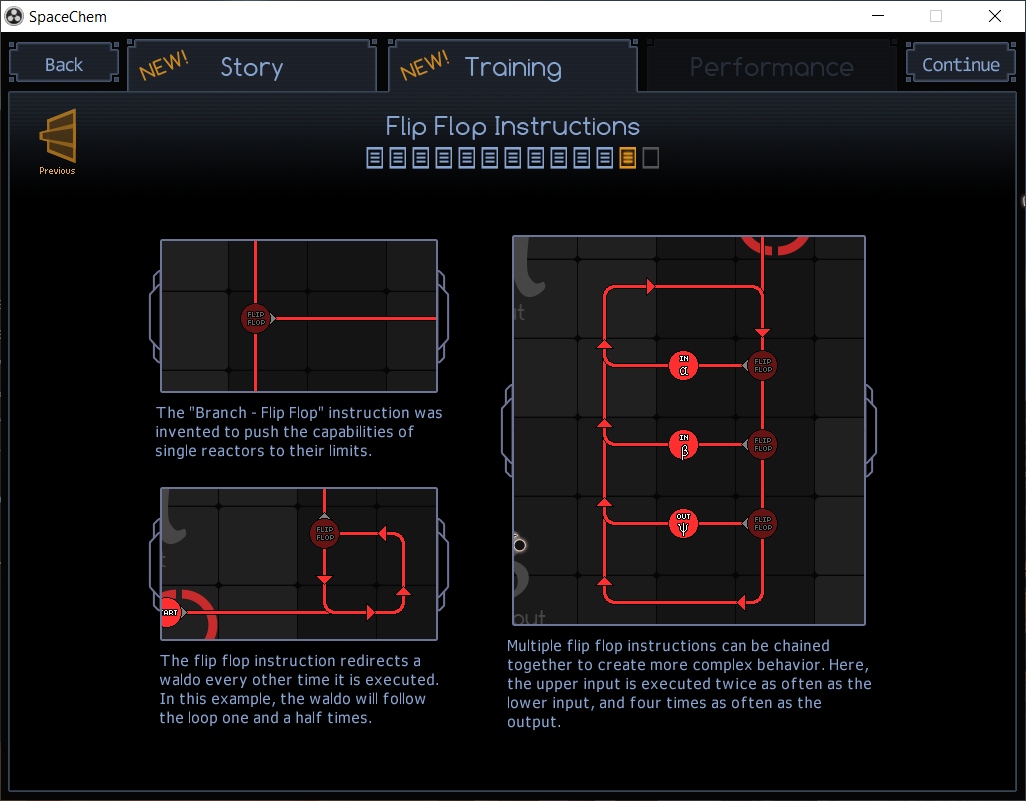 SpaceChem
Back
NEW!
Story
NEW!
Training
Performance
Continue
Previous
Flip Flop Instructions
FLIP
FLOP
The "Branch - Flip Flop" instruction was
invented to push the capabilities of
single reactors to their limits.
FLIP
FLOP
ART
The flip flop instruction redirects a
waldo every other time it is executed.
In this example, the waldo will follow
the loop one and a half times.
IN
α
FLIP
FLOP
IN
β
FLIP
FLOP
OUT
ψ
FLIP
FLOP
out
Multiple flip flop instructions can be chained
together to create more complex behavior. Here,
the upper input is executed twice as often as the
lower input, and four times as often as the
output.